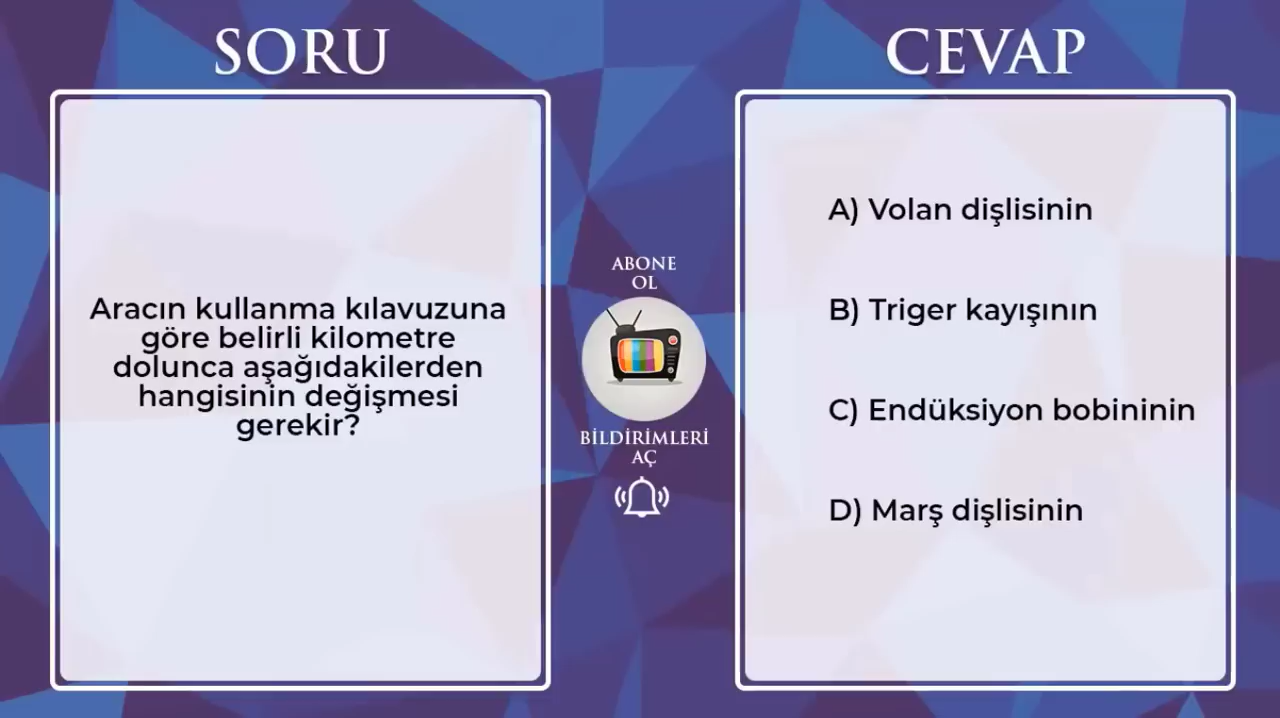 SORU
Aracın kullanma kılavuzuna
göre belirli kilometre
dolunca aşağıdakilerden
hangisinin değişmesi
gerekir?
ABONE
OL
BİLDİRİMLERİ
AÇ
CEVAP
A) Volan dişlisinin
B) Triger kayışının
C) Endüksiyon bobininin
D) Marş dişlisinin